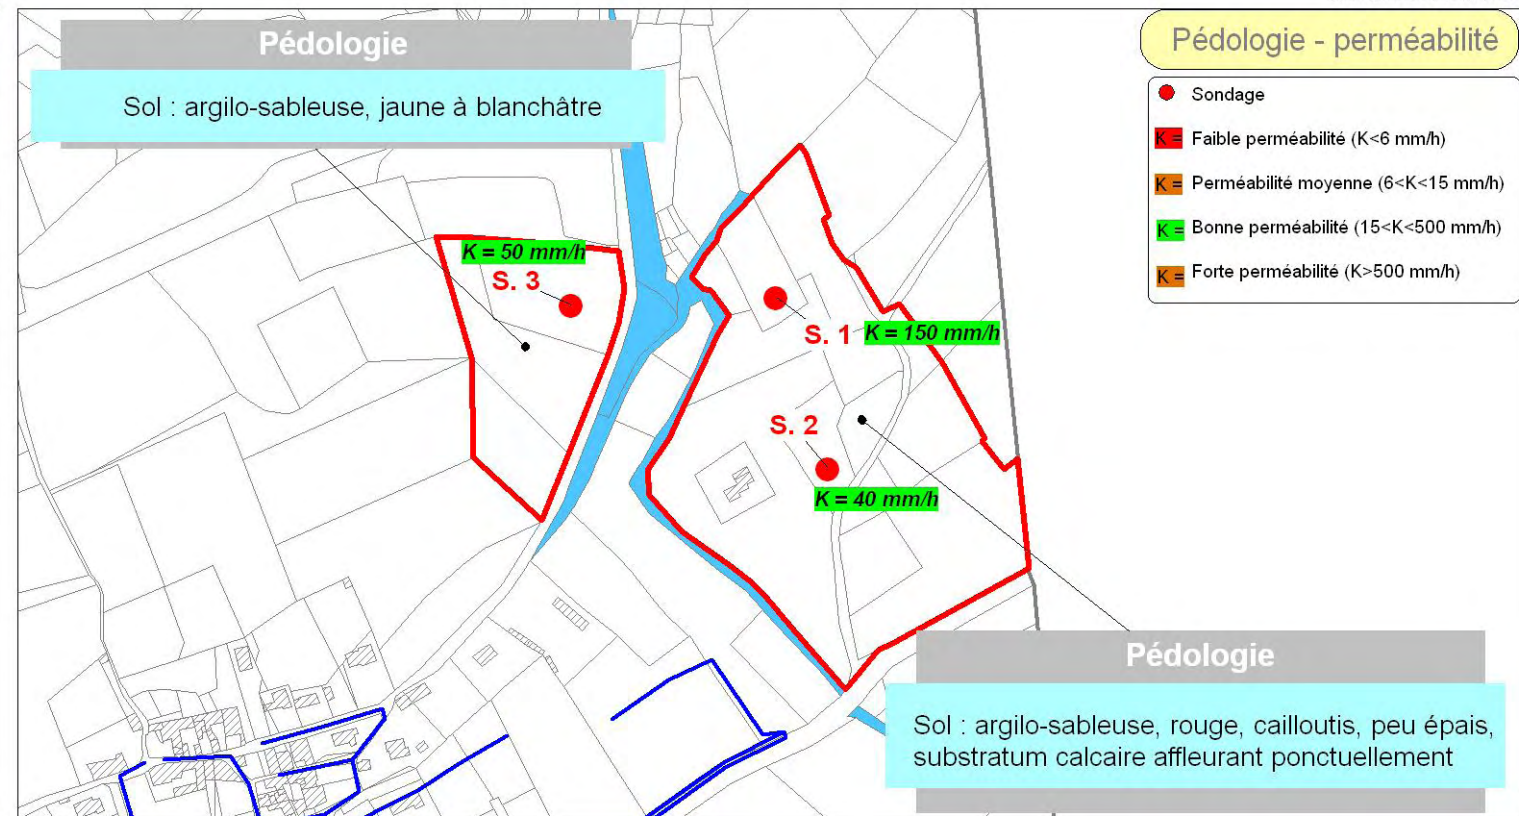 Pédologie
Sol : argilo-sableuse, jaune à blanchâtre
Pédologie - perméabilité
Sondage
K = Faible perméabilité (K<6 mm/h)
K = Perméabilité moyenne (6<K<15 mm/h)
K = Bonne perméabilité (15<K<500 mm/h)
K = Forte perméabilité (K>500 mm/h)
K = 50 mm/h
S. 3
S. 1
K = 150 mm/h
S. 2
K = 40 mm/h
Pédologie
Sol : argilo-sableuse, rouge, cailloutis, peu épais,
substratum calcaire affleurant ponctuellement